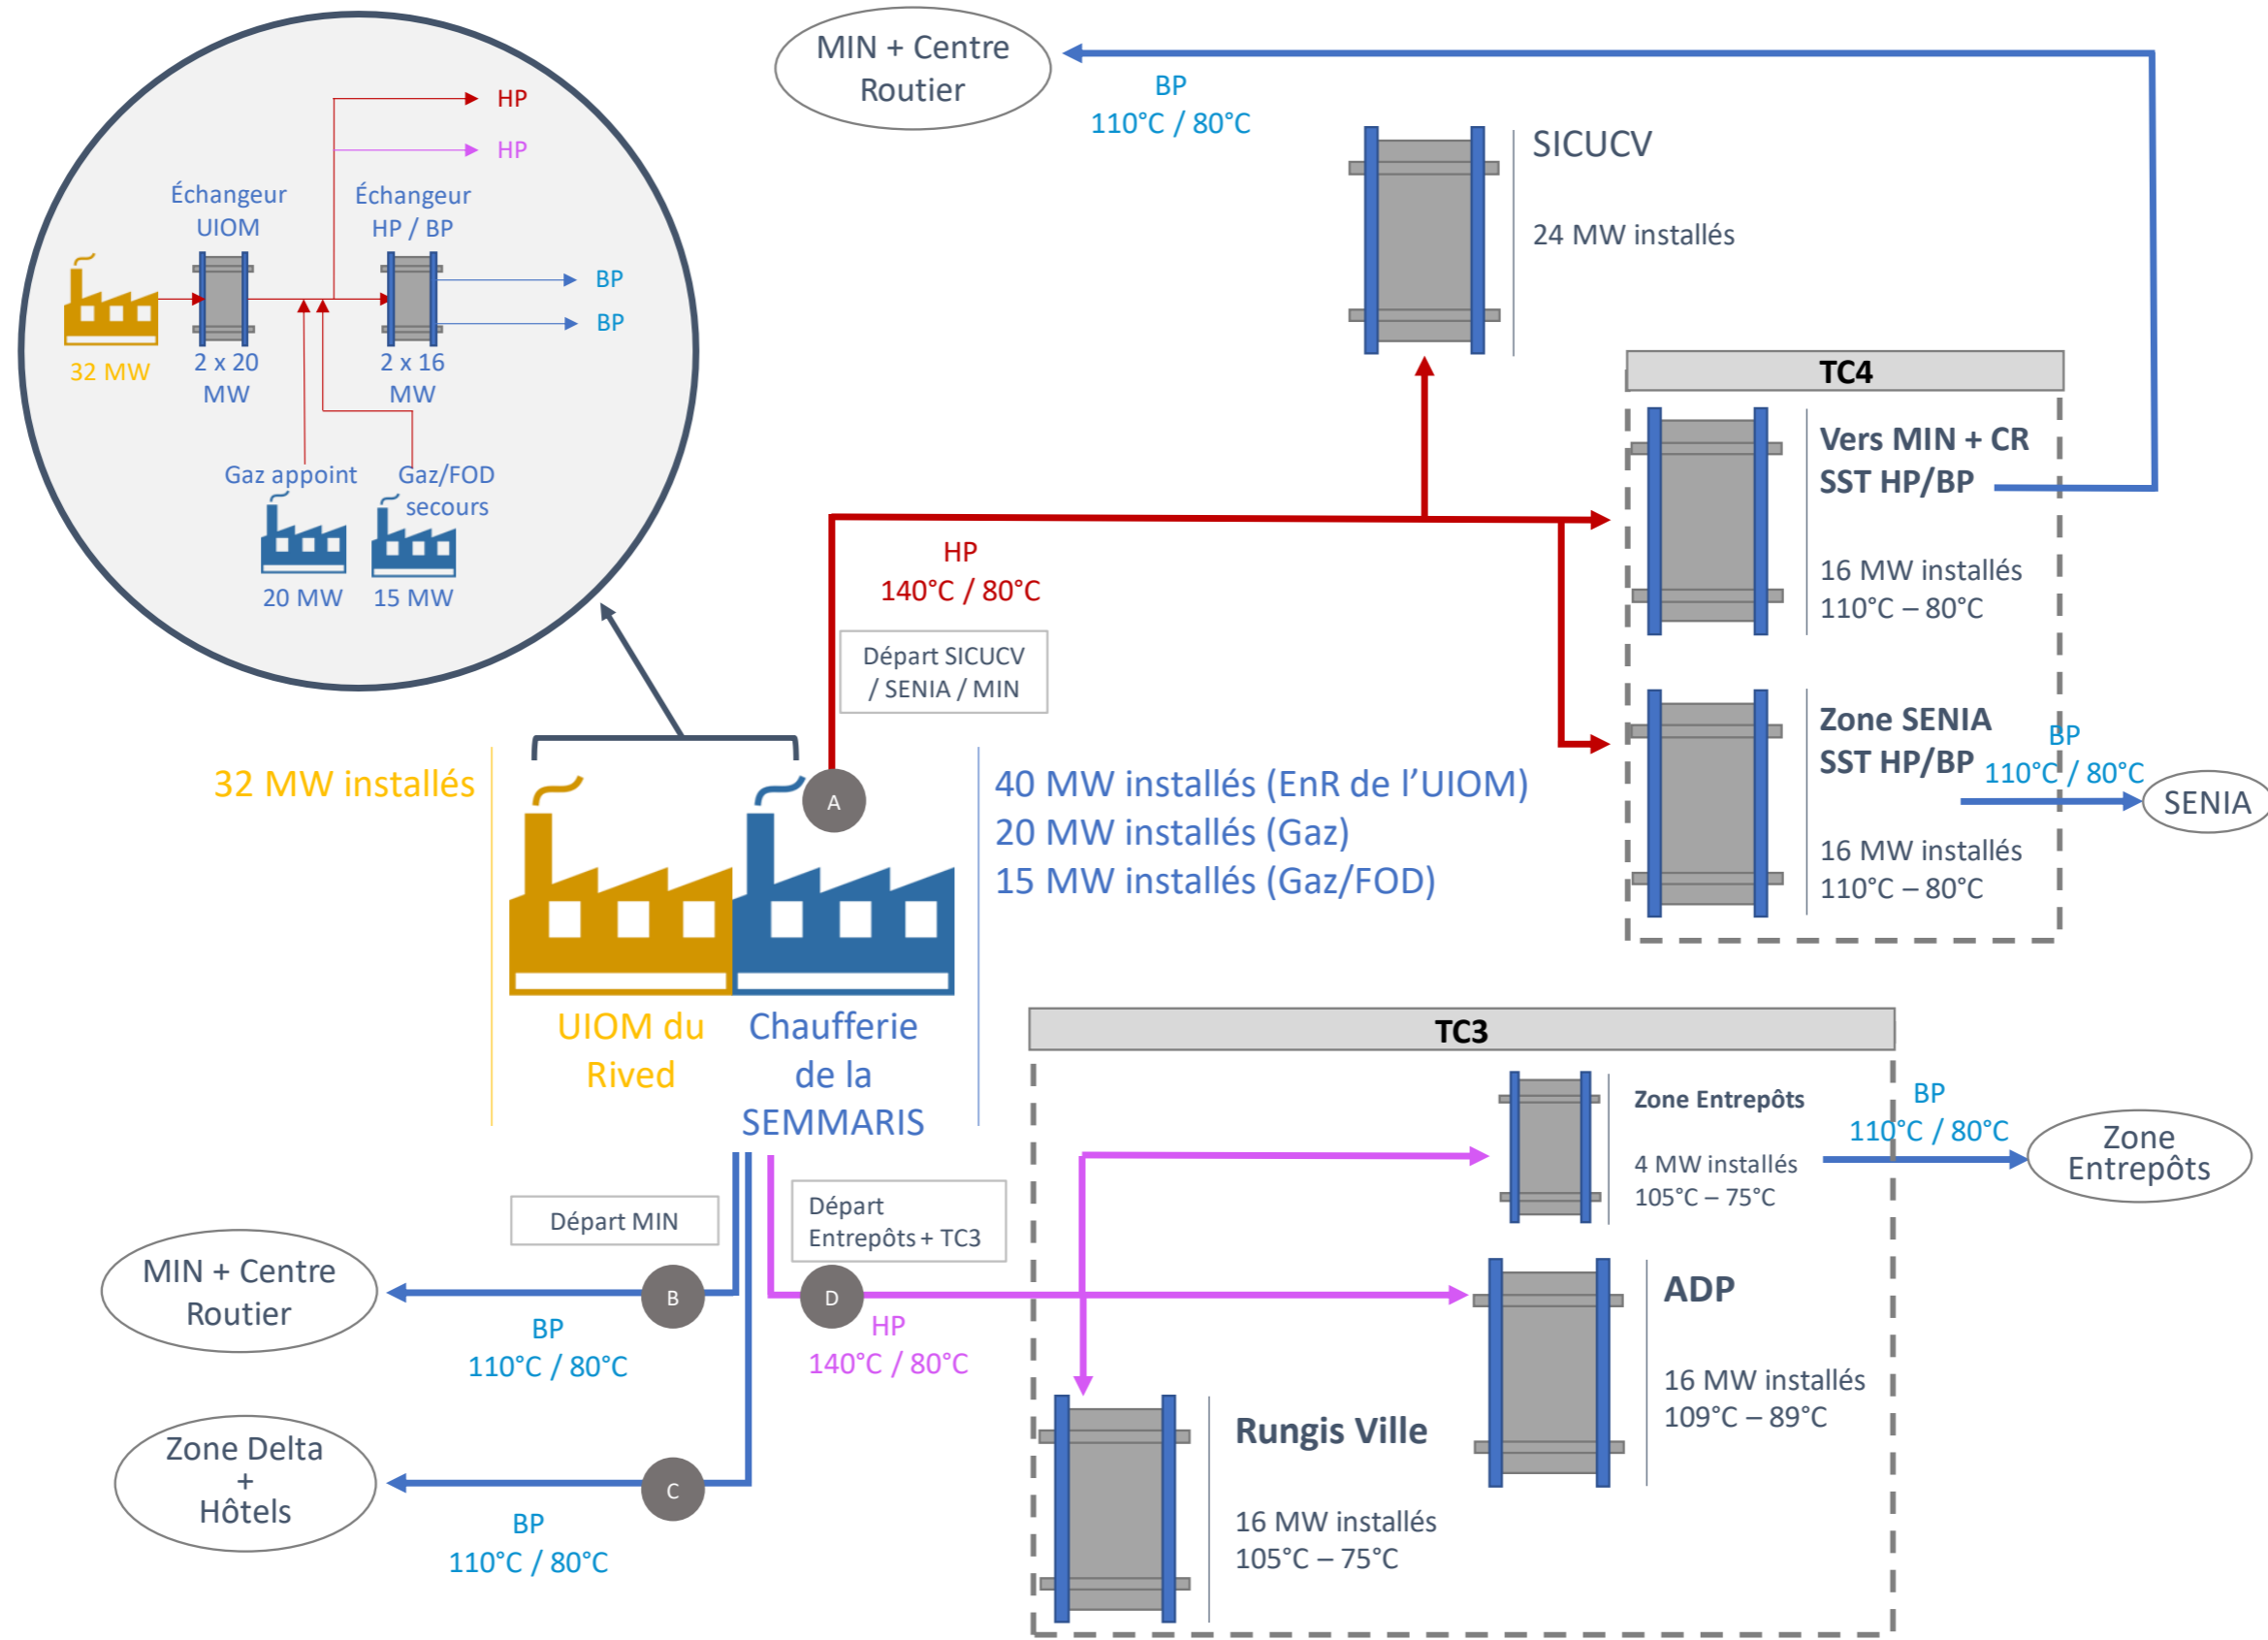 HP
HP
Échangeur
UIOM
Échangeur
HP / BP
BP
BP
32 MW
2 x 20
MW
2 x 16
MW
Gaz appoint
Gaz/FOD
secours
20 MW
15 MW
MIN + Centre
Routier
BP
110°C / 80°C
SICUCV
24 MW installés
TC4
Vers MIN + CR
SST HP/BP
16 MW installés
110°C – 80°C
HP
140°C / 80°C
Départ SICUCV
/ SENIA / MIN
Zone SENIA
SST HP/BP
BP
110°C / 80°C
SENIA
16 MW installés
110°C – 80°C
32 MW installés
A
40 MW installés (EnR de l’UIOM)
20 MW installés (Gaz)
15 MW installés (Gaz/FOD)
UIOM du
Rived
Chaufferie
de la
SEMMARIS
TC3
Zone Entrepôts
4 MW installés
105°C – 75°C
BP
110°C / 80°C
Zone
Entrepôts
Départ MIN
Départ
Entrepôts + TC3
MIN + Centre
Routier
B
BP
110°C / 80°C
D
HP
140°C / 80°C
ADP
16 MW installés
109°C – 89°C
Zone Delta
+
Hôtels
C
BP
110°C / 80°C
Rungis Ville
16 MW installés
105°C – 75°C